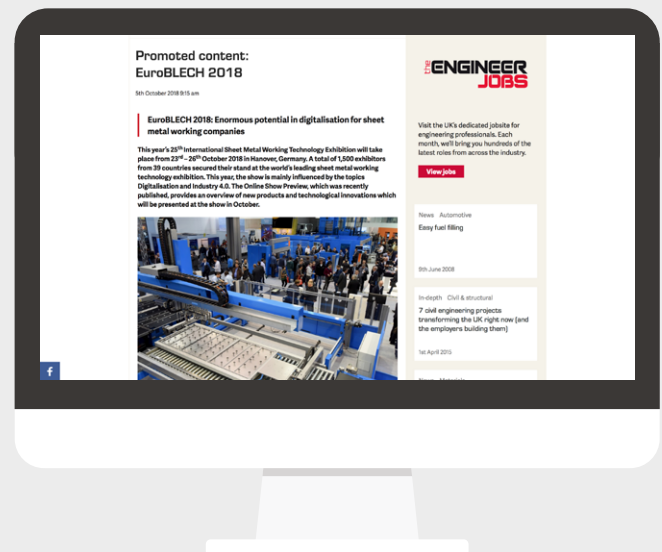 Promoted content:
EuroBLECH 2018
5th October 2018 9:15 am
EuroBLECH 2018: Enormous potential in digitalisation for sheet
metal working companies
This year's 25th International Sheet Metal Working Technology Exhibition will take
place from 23rd – 26th October 2018 in Hanover, Germany. A total of 1,500 exhibitors
from 39 countries secured their stand at the world's leading sheet metal working
technology exhibition. This year, the show is mainly influenced by the topics
Digitalisation and Industry 4.0. The Online Show Preview, which was recently
published, provides an overview of new products and technological innovations which
will be presented at the show in October.
the ENGINEER
JOBS
Visit the UK's dedicated jobsite for
engineering professionals. Each
month, we'll bring you hundreds of the
latest roles from across the industry.
View jobs
News Automotive
Easy fuel filling
9th June 2008
In-depth Civil & structural
7 civil engineering projects
transforming the UK right now (and
the employers building them)
1st April 2015
f